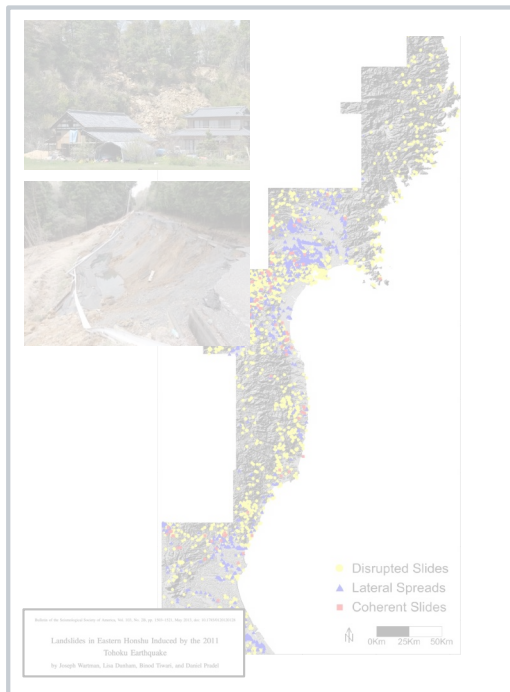 Disrupted Slides
Lateral Spreads
Coherent Slides
N
0Km 25Km 50Km
Landslides in Eastern Honshu Induced by the 2011
Tohoku Earthquake
by Joseph Wartman, Lisa Dunham, Binod Tiwari, and Daniel Pradel